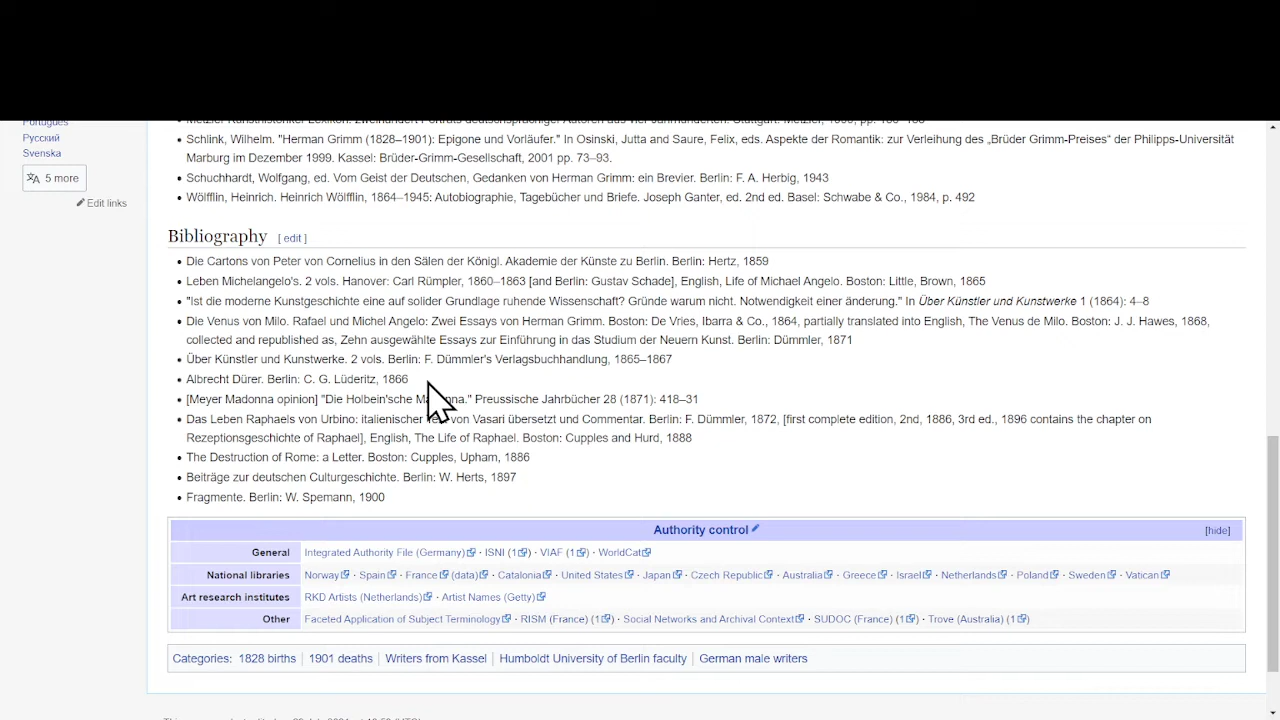 Português
Русский
Svenska
5 more
Edit links
Schlink, Wilhelm. "Herman Grimm (1828–1901): Epigone und Vorläufer." In Osinski, Jutta and Saure, Felix, eds. Aspekte der Romantik: zur Verleihung des „Brüder Grimm-Preises“ der Philipps-Universität
Marburg im Dezember 1999. Kassel: Brüder-Grimm-Gesellschaft, 2001 pp. 73–93.
Schuchhardt, Wolfgang, ed. Vom Geist der Deutschen, Gedanken von Herman Grimm: ein Brevier. Berlin: F. A. Herbig, 1943
Wölfflin, Heinrich. Heinrich Wölfflin, 1864–1945: Autobiographie, Tagebücher und Briefe. Joseph Ganter, ed. 2nd ed. Basel: Schwabe & Co., 1984, p. 492
Bibliography [ edit ]
Die Cartons von Peter von Cornelius in den Sälen der Königl. Akademie der Künste zu Berlin. Berlin: Hertz, 1859
Leben Michelangelo's. 2 vols. Hanover: Carl Rümpler, 1860–1863 [and Berlin: Gustav Schade], English, Life of Michael Angelo. Boston: Little, Brown, 1865
"Ist die moderne Kunstgeschichte eine auf solider Grundlage ruhende Wissenschaft? Gründe warum nicht. Notwendigkeit einer änderung." In Über Künstler und Kunstwerke 1 (1864): 4–8
Die Venus von Milo. Rafael und Michel Angelo: Zwei Essays von Herman Grimm. Boston: De Vries, Ibarra & Co., 1864, partially translated into English, The Venus de Milo. Boston: J. J. Hawes, 1868,
collected and republished as, Zehn ausgewählte Essays zur Einführung in das Studium der Neuern Kunst. Berlin: Dümmler, 1871
Über Künstler und Kunstwerke. 2 vols. Berlin: F. Dümmler's Verlagsbuchhandlung, 1865–1867
Albrecht Dürer. Berlin: C. G. Lüderitz, 1866
[Meyer Madonna opinion] "Die Holbein'sche Madonna." Preussische Jahrbücher 28 (1871): 418–31
Das Leben Raphaels von Urbino: italienischer Text von Vasari übersetzt und Commentar. Berlin: F. Dümmler, 1872, [first complete edition, 2nd, 1886, 3rd ed., 1896 contains the chapter on
Rezeptionsgeschichte of Raphael], English, The Life of Raphael. Boston: Cupples and Hurd, 1888
The Destruction of Rome: a Letter. Boston: Cupples, Upham, 1886
Beiträge zur deutschen Culturgeschichte. Berlin: W. Herts, 1897
Fragmente. Berlin: W. Spemann, 1900
Authority control [hide]
General Integrated Authority File (Germany) · ISNI (1) · VIAF (1) · WorldCat
National libraries Norway · Spain · France (data) · Catalonia · United States · Japan · Czech Republic · Australia · Greece · Israel · Netherlands · Poland · Sweden · Vatican
Art research institutes RKD Artists (Netherlands) · Artist Names (Getty)
Other Faceted Application of Subject Terminology · RISM (France) (1) · Social Networks and Archival Context · SUDOC (France) (1) · Trove (Australia) (1)
Categories: 1828 births | 1901 deaths | Writers from Kassel | Humboldt University of Berlin faculty | German male writers